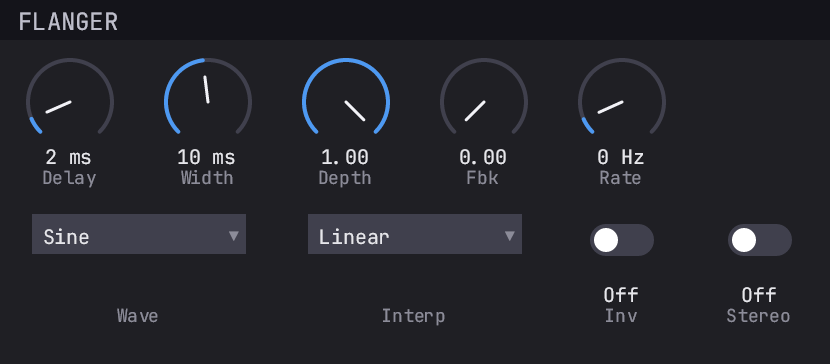 FLANGER
2 ms 10 ms 1.00 0.00 0 Hz
Delay Width Depth Fbk Rate
Sine Linear
Off Off
Wave Interp Inv Stereo